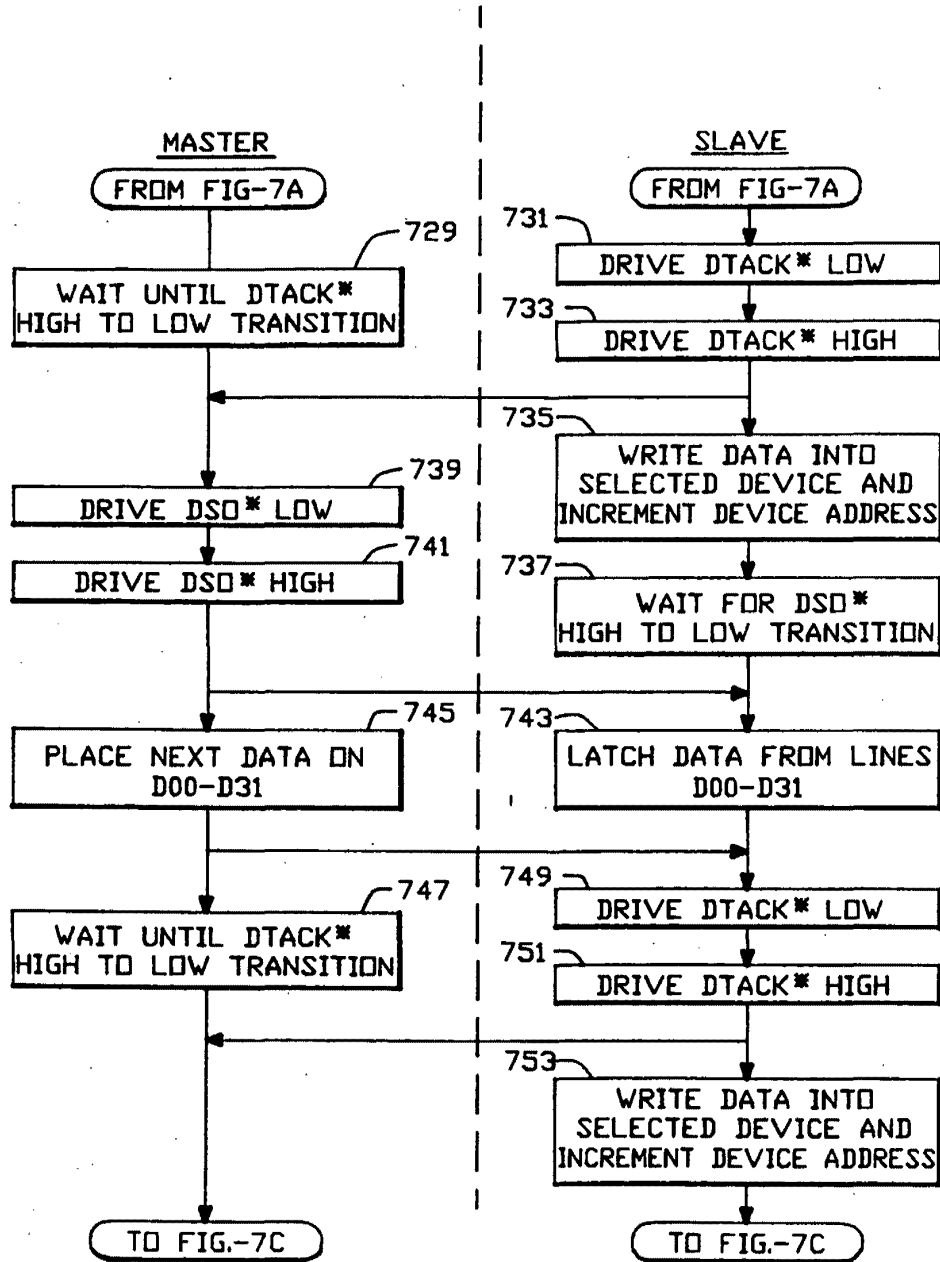 MASTER
FROM FIG-7A
729
WAIT UNTIL DTACK*
HIGH TO LOW TRANSITION
739
DRIVE DS0* LOW
741
DRIVE DS0* HIGH
745
PLACE NEXT DATA ON
D00-D31
747
WAIT UNTIL DTACK*
HIGH TO LOW TRANSITION
TO FIG.-7C
SLAVE
FROM FIG-7A
731
DRIVE DTACK* LOW
733
DRIVE DTACK* HIGH
735
WRITE DATA INTO
SELECTED DEVICE AND
INCREMENT DEVICE ADDRESS
737
WAIT FOR DS0*
HIGH TO LOW TRANSITION
743
LATCH DATA FROM LINES
D00-D31
749
DRIVE DTACK* LOW
751
DRIVE DTACK* HIGH
753
WRITE DATA INTO
SELECTED DEVICE AND
INCREMENT DEVICE ADDRESS
TO FIG.-7C